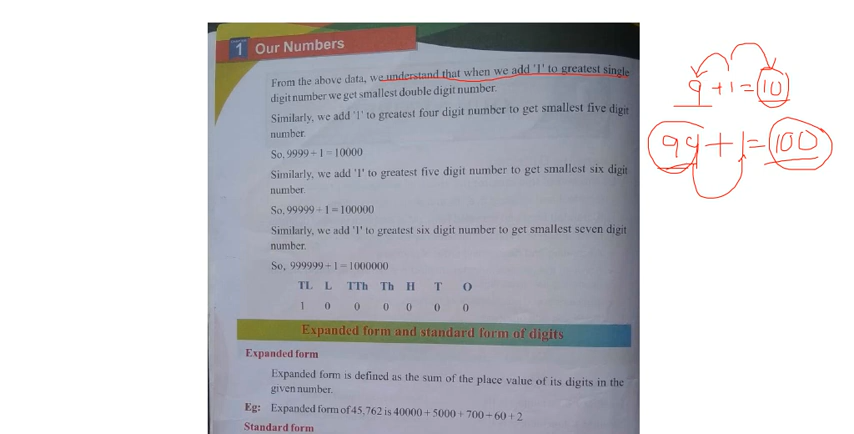 1 Our Numbers
From the above data, we understand that when we add '1' to greatest single
digit number we get smallest double digit number.
Similarly, we add '1' to greatest four digit number to get smallest five digit
number.
So, 9999 + 1 = 10000
Similarly, we add '1' to greatest five digit number to get smallest six digit
number.
So, 99999 + 1 = 100000
Similarly, we add '1' to greatest six digit number to get smallest seven digit
number.
So, 999999 + 1 = 1000000
TL L TTh Th H T O
1 0 0 0 0 0 0
Expanded form and standard form of digits
Expanded form
Expanded form is defined as the sum of the place value of its digits in the
given number.
Eg: Expanded form of 45,762 is 40000 + 5000 + 700 + 60 + 2
Standard form
9 + 1 = 10
99 + 1 = 100